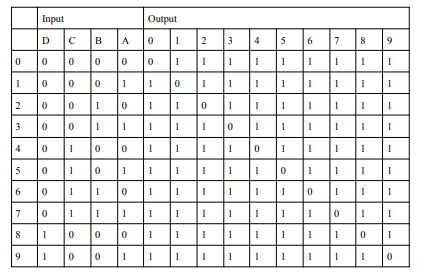 Input Output
D C B A 0 1 2 3 4 5 6 7 8 9
0 0 0 0 0 0 1 1 1 1 1 1 1 1 1
1 0 0 0 1 1 0 1 1 1 1 1 1 1 1
2 0 0 1 0 1 1 0 1 1 1 1 1 1 1
3 0 0 1 1 1 1 1 0 1 1 1 1 1 1
4 0 1 0 0 1 1 1 1 0 1 1 1 1 1
5 0 1 0 1 1 1 1 1 1 0 1 1 1 1
6 0 1 1 0 1 1 1 1 1 1 0 1 1 1
7 0 1 1 1 1 1 1 1 1 1 1 0 1 1
8 1 0 0 0 1 1 1 1 1 1 1 1 0 1
9 1 0 0 1 1 1 1 1 1 1 1 1 1 0